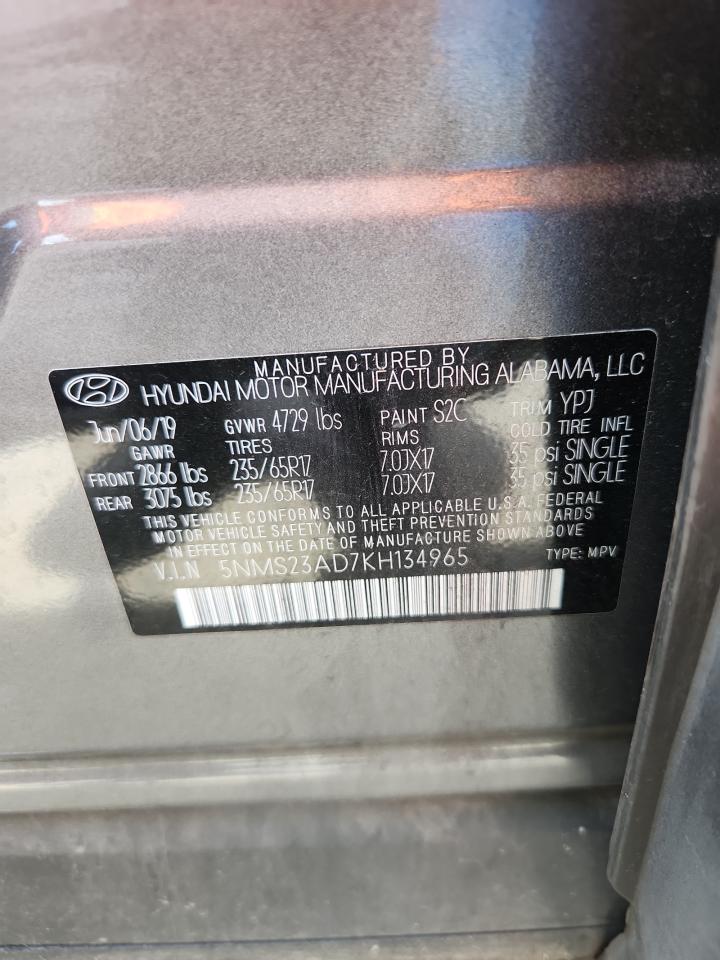 MANUFACTURED BY
HYUNDAI MOTOR MANUFACTURING ALABAMA, LLC
Jun/06/19 GVWR 4729 lbs PAINT S2C TRIM YPJ
GAWR TIRES RIMS COLD TIRE INFL
FRONT 2866 lbs 235/65R17 7.0JX17 35 psi SINGLE
REAR 3075 lbs 235/65R17 7.0JX17 35 psi SINGLE
THIS VEHICLE CONFORMS TO ALL APPLICABLE U.S.A. FEDERAL
MOTOR VEHICLE SAFETY AND THEFT PREVENTION STANDARDS
IN EFFECT ON THE DATE OF MANUFACTURE SHOWN ABOVE
V.I.N 5NMS23AD7KH134965 TYPE: MPV